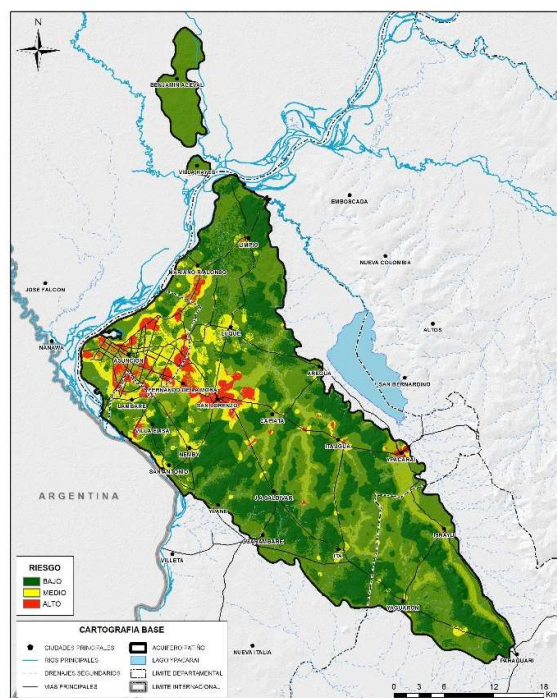 N
BENJAMIN ACEVAL
VILLA HAYES
EMBOSCADA
LIMPIO
NUEVA COLOMBIA
MARIANO R ALONSO
JOSE FALCON
ALTOS
LUQUE
NANAWA
ASUNCION
AREGUA
SAN BERNARDINO
FERNANDO DE LA MORA
LAMBARE
SAN LORENZO
CAPIATA
VILLA ELISA
ITAUGUA
YPACARAI
ÑEMBY
SAN ANTONIO
ARGENTINA
J A SALDIVAR
YPANE
PIRAYU
GUARAMBARE
VILLETA
ITA
YAGUARON
NUEVA ITALIA
PARAGUARI
RIESGO
BAJO
MEDIO
ALTO
CARTOGRAFIA BASE
CIUDADES PRINCIPALES
ACUIFERO PATIÑO
RIOS PRINCIPALES
LAGO YPACARAI
DRENAJES SEGUNDARIOS
LIMITE DEPARTAMENTAL
VIAS PRINCIPALES
LIMITE INTERNACIONAL
0 3 6 12 18
Km